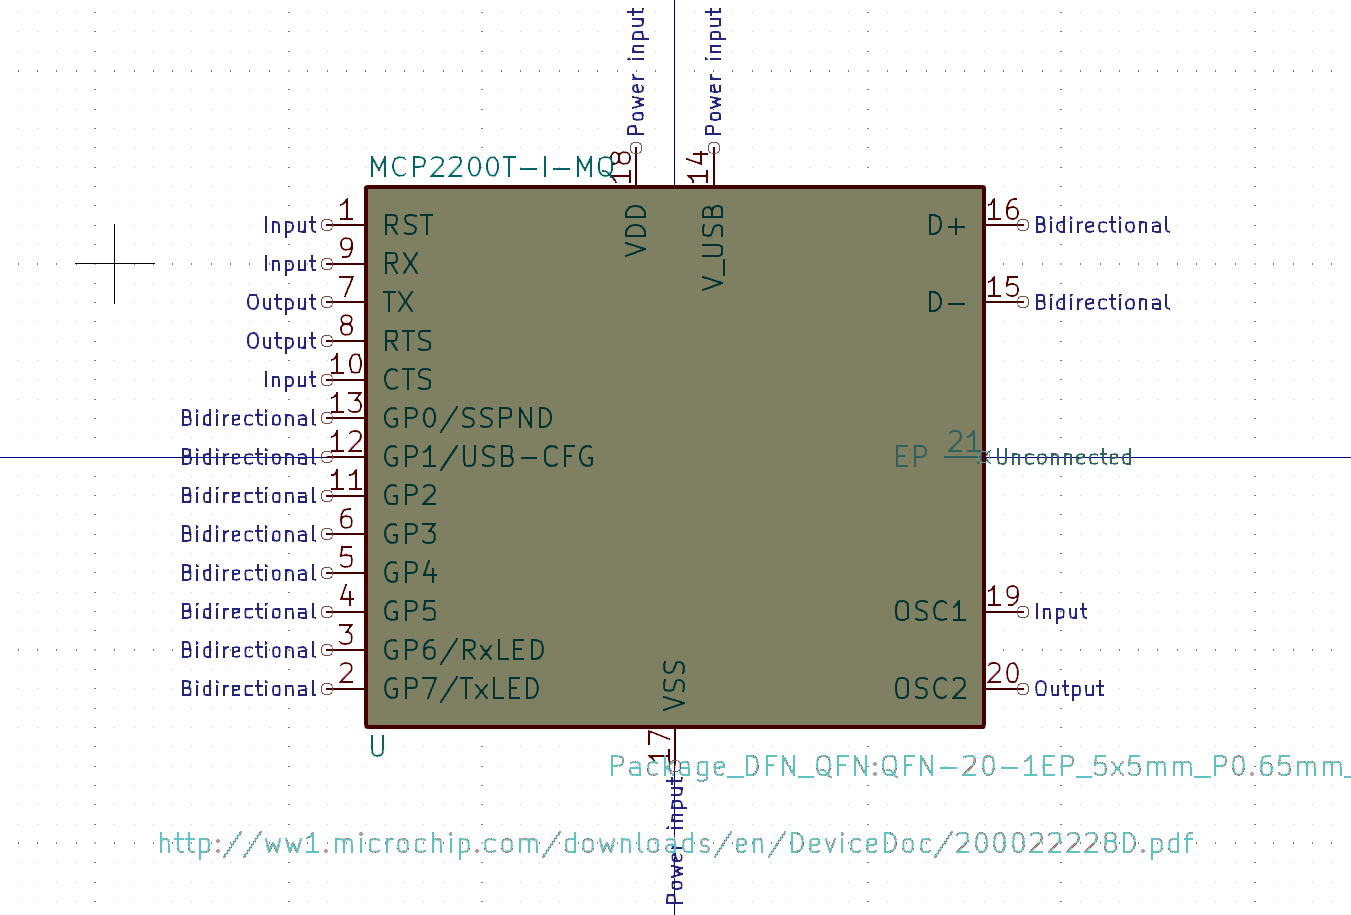 Power input
Power input
18
14
MCP2200T-I-MQ
VDD
V_USB
Input 1 RST
Input 9 RX
Output 7 TX
Output 8 RTS
Input 10 CTS
Bidirectional 13 GP0/SSPND
Bidirectional 12 GP1/USB-CFG
Bidirectional 11 GP2
Bidirectional 6 GP3
Bidirectional 5 GP4
Bidirectional 4 GP5
Bidirectional 3 GP6/RxLED
Bidirectional 2 GP7/TxLED
D+ 16 Bidirectional
D- 15 Bidirectional
EP 21 Unconnected
OSC1 19 Input
OSC2 20 Output
VSS
17
Power input
U
Package_DFN_QFN:QFN-20-1EP_5x5mm_P0.65mm_
http://ww1.microchip.com/downloads/en/DeviceDoc/200022228D.pdf